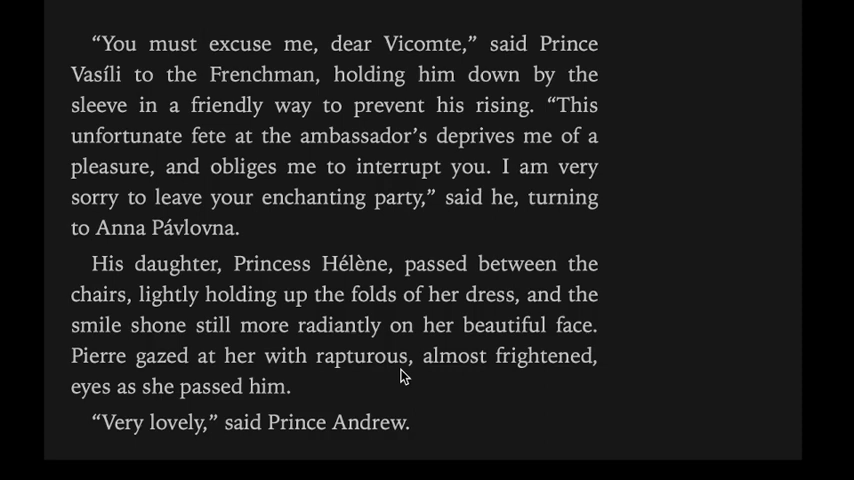 “You must excuse me, dear Vicomte,” said Prince
Vasíli to the Frenchman, holding him down by the
sleeve in a friendly way to prevent his rising. “This
unfortunate fete at the ambassador’s deprives me of a
pleasure, and obliges me to interrupt you. I am very
sorry to leave your enchanting party,” said he, turning
to Anna Pávlovna.
His daughter, Princess Hélène, passed between the
chairs, lightly holding up the folds of her dress, and the
smile shone still more radiantly on her beautiful face.
Pierre gazed at her with rapturous, almost frightened,
eyes as she passed him.
“Very lovely,” said Prince Andrew.